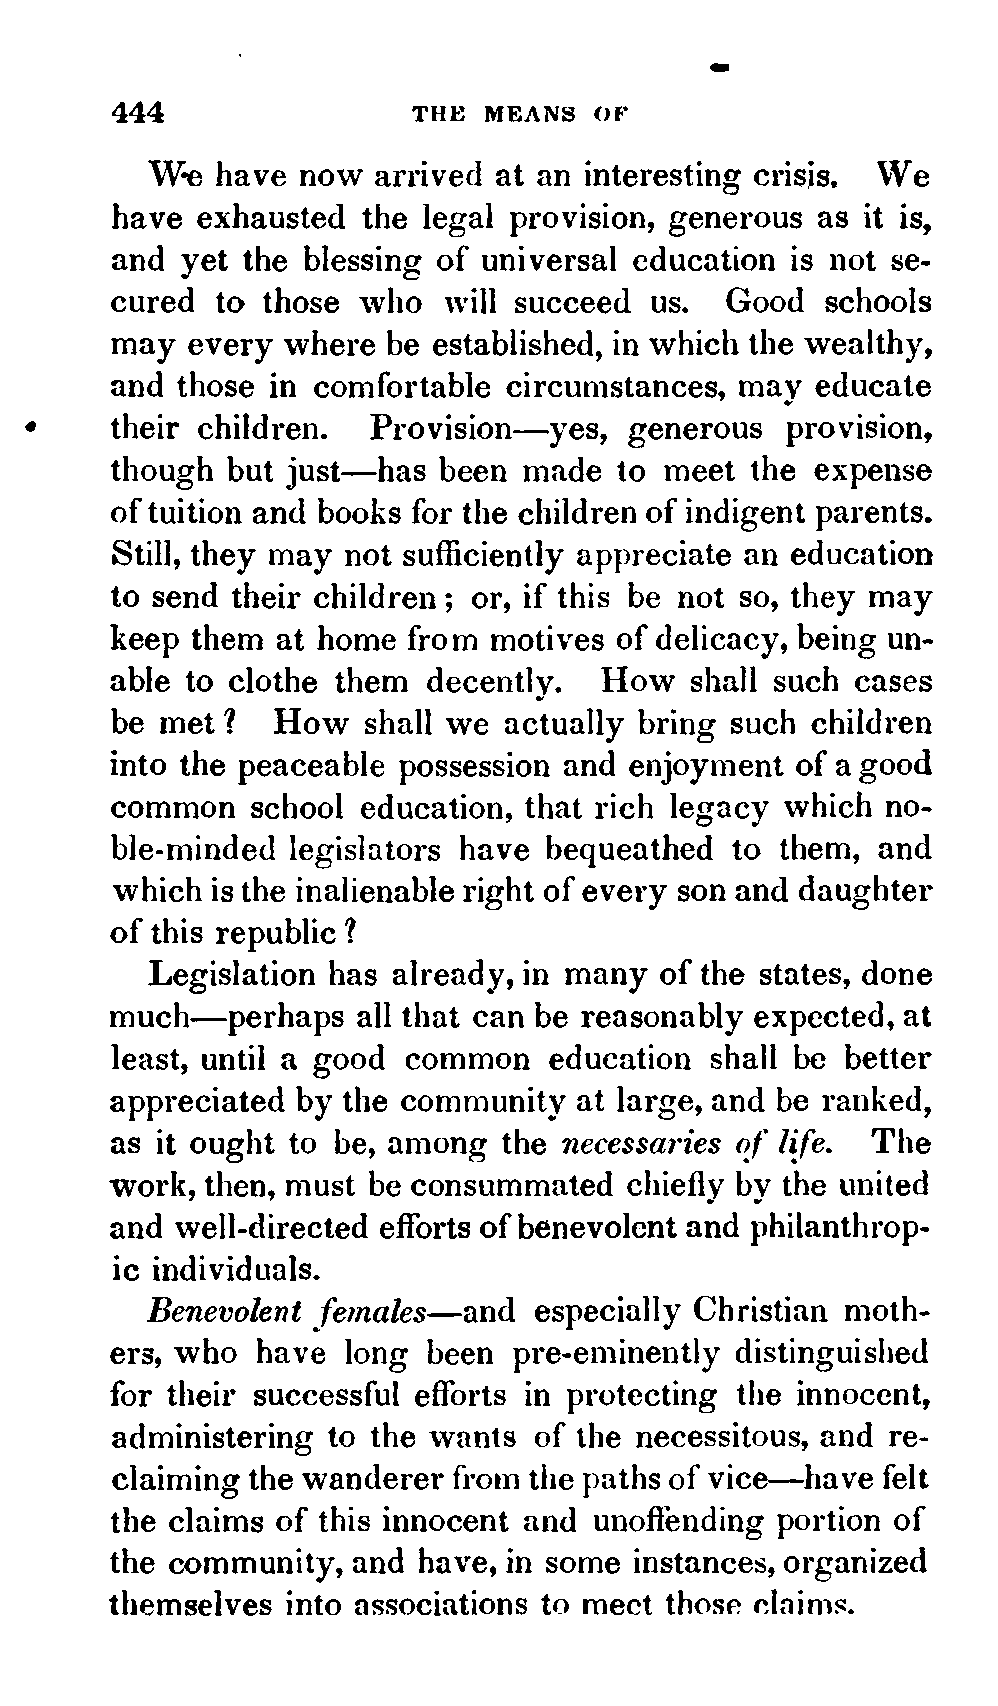 444 THE MEANS OF
We have now arrived at an interesting crisis. We
have exhausted the legal provision, generous as it is,
and yet the blessing of universal education is not se-
cured to those who will succeed us. Good schools
may every where be established, in which the wealthy,
and those in comfortable circumstances, may educate
their children. Provision—yes, generous provision,
though but just—has been made to meet the expense
of tuition and books for the children of indigent parents.
Still, they may not sufficiently appreciate an education
to send their children; or, if this be not so, they may
keep them at home from motives of delicacy, being un-
able to clothe them decently. How shall such cases
be met? How shall we actually bring such children
into the peaceable possession and enjoyment of a good
common school education, that rich legacy which no-
ble-minded legislators have bequeathed to them, and
which is the inalienable right of every son and daughter
of this republic?
Legislation has already, in many of the states, done
much—perhaps all that can be reasonably expected, at
least, until a good common education shall be better
appreciated by the community at large, and be ranked,
as it ought to be, among the necessaries of life. The
work, then, must be consummated chiefly by the united
and well-directed efforts of benevolent and philanthrop-
ic individuals.
Benevolent females—and especially Christian moth-
ers, who have long been pre-eminently distinguished
for their successful efforts in protecting the innocent,
administering to the wants of the necessitous, and re-
claiming the wanderer from the paths of vice—have felt
the claims of this innocent and unoffending portion of
the community, and have, in some instances, organized
themselves into associations to meet those claims.